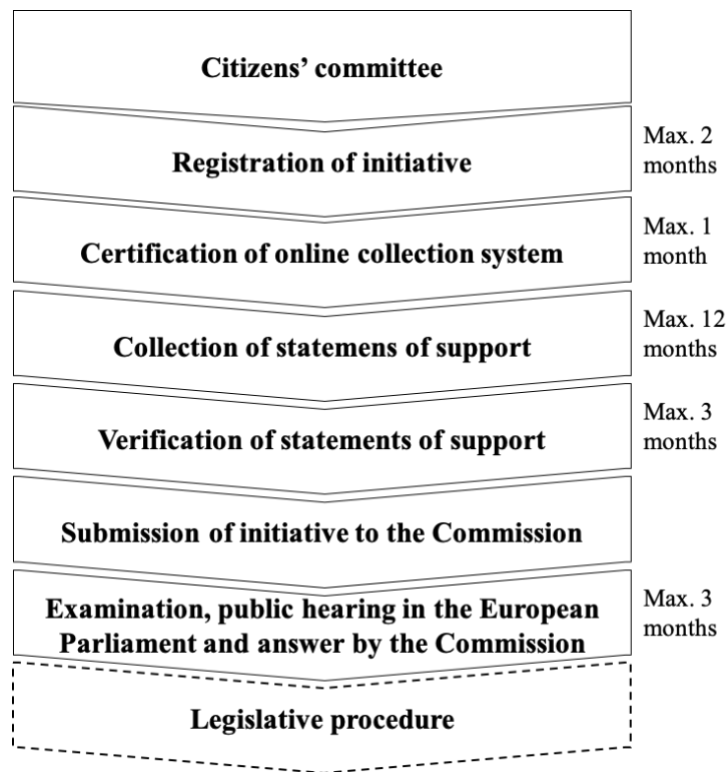 Citizens’ committee
Registration of initiative
Max. 2
months
Certification of online collection system
Max. 1
month
Collection of statemens of support
Max. 12
months
Verification of statements of support
Max. 3
months
Submission of initiative to the Commission
Examination, public hearing in the European
Parliament and answer by the Commission
Max. 3
months
Legislative procedure